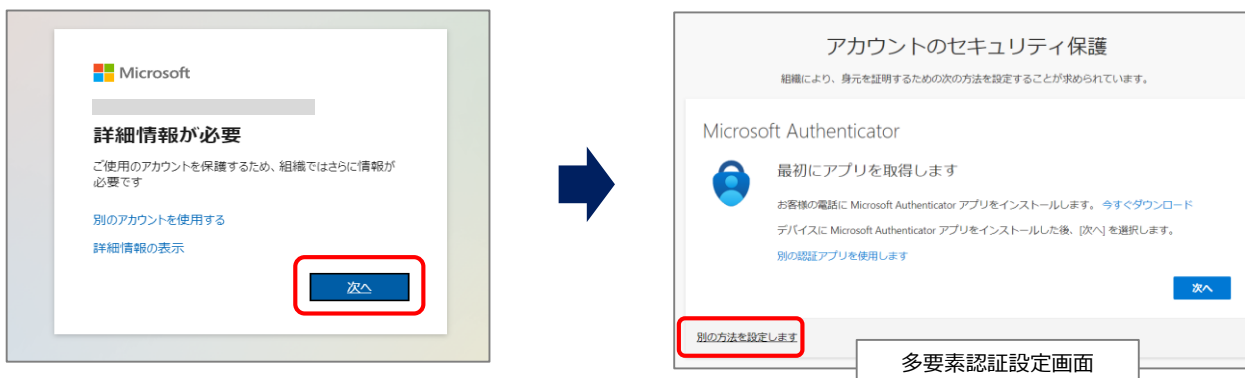 Microsoft
詳細情報が必要
ご使用のアカウントを保護するため、組織ではさらに情報が
必要です
別のアカウントを使用する
詳細情報の表示
次へ
アカウントのセキュリティ保護
組織により、身元を証明するための次の方法を設定することが求められています。
Microsoft Authenticator
最初にアプリを取得します
お客様の電話に Microsoft Authenticator アプリをインストールします。 今すぐダウンロード
デバイスに Microsoft Authenticator アプリをインストールした後、[次へ] を選択します。
別の認証アプリを使用します
次へ
別の方法を設定します
多要素認証設定画面